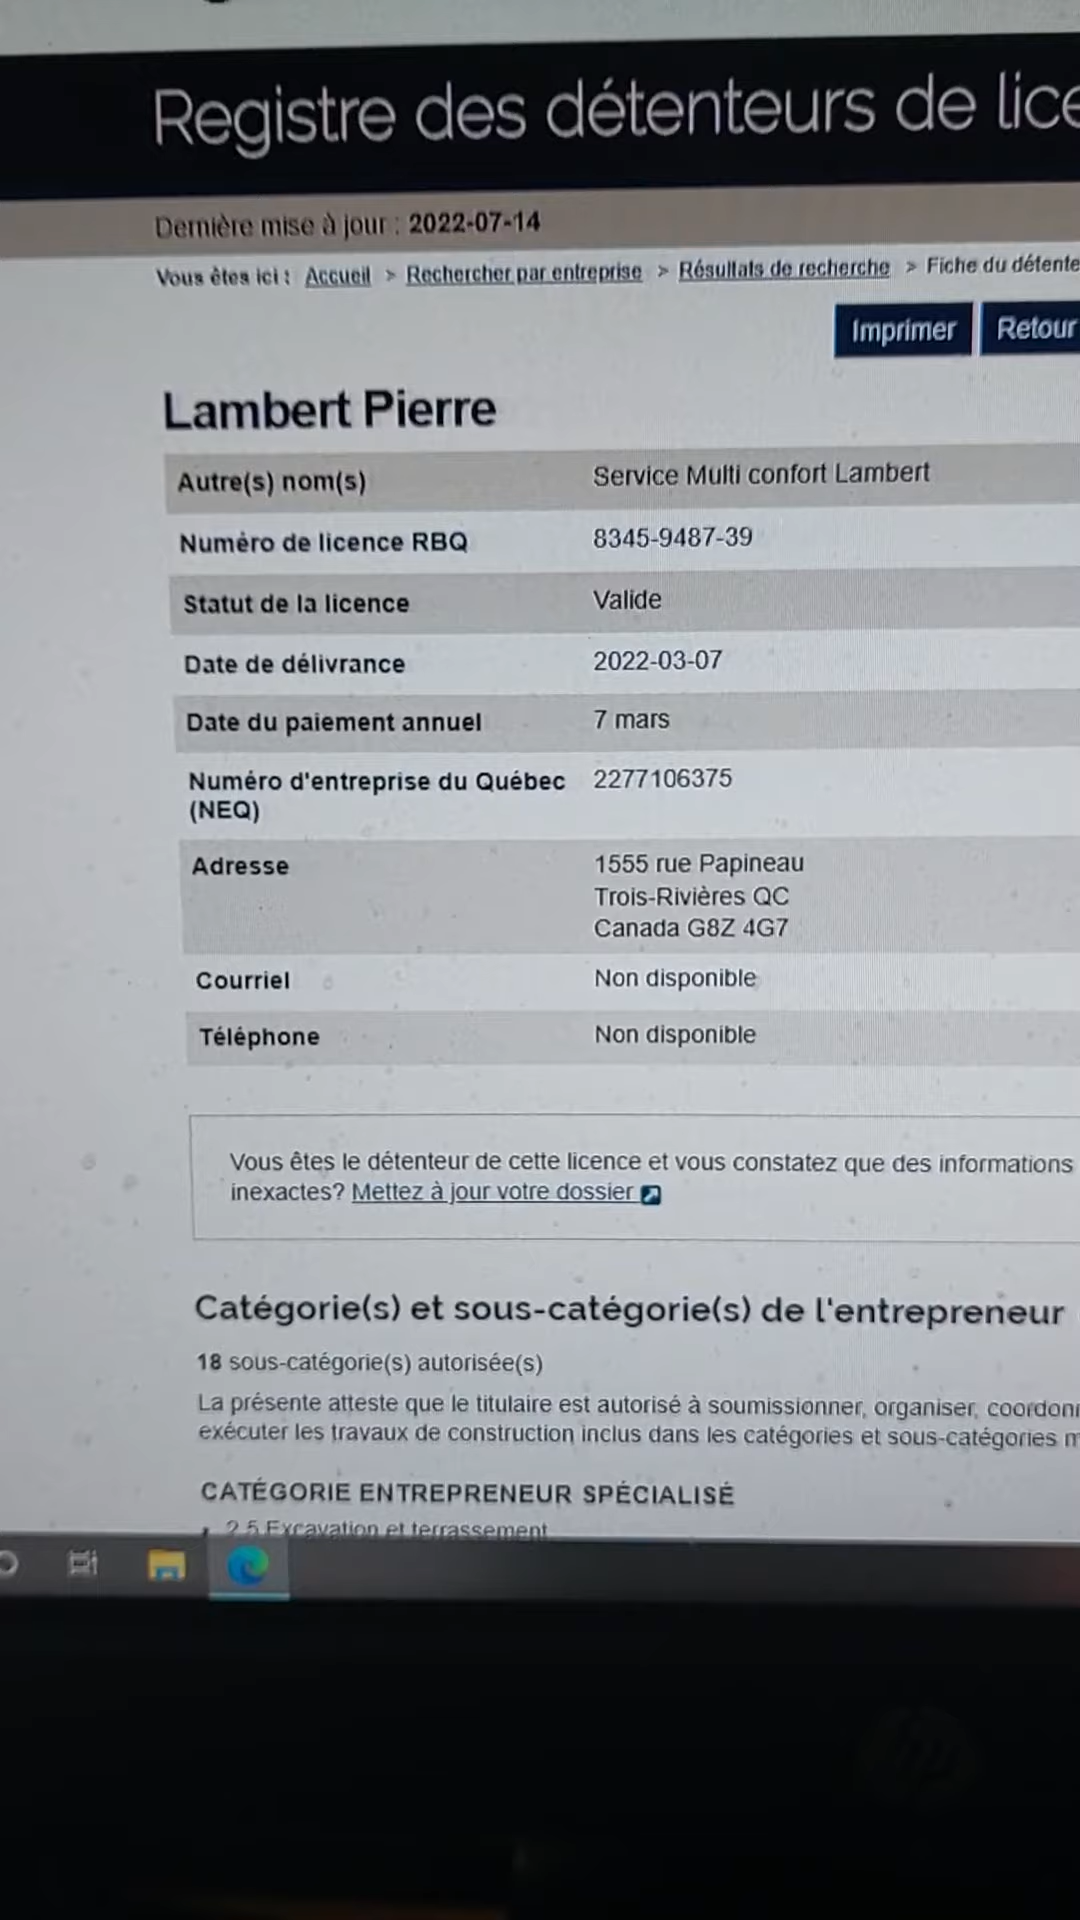 Registre des détenteurs de lice
Dernière mise à jour : 2022-07-14
Vous êtes ici : Accueil > Rechercher par entreprise > Résultats de recherche > Fiche du détente
Imprimer Retour
Lambert Pierre
Autre(s) nom(s) Service Multi confort Lambert
Numéro de licence RBQ 8345-9487-39
Statut de la licence Valide
Date de délivrance 2022-03-07
Date du paiement annuel 7 mars
Numéro d'entreprise du Québec 2277106375
(NEQ)
Adresse 1555 rue Papineau
Trois-Rivières QC
Canada G8Z 4G7
Courriel Non disponible
Téléphone Non disponible
Vous êtes le détenteur de cette licence et vous constatez que des informations
inexactes? Mettez à jour votre dossier
Catégorie(s) et sous-catégorie(s) de l'entrepreneur
18 sous-catégorie(s) autorisée(s)
La présente atteste que le titulaire est autorisé à soumissionner, organiser, coordonn
exécuter les travaux de construction inclus dans les catégories et sous-catégories m
CATÉGORIE ENTREPRENEUR SPÉCIALISÉ
2.5 Excavation et terrassement
hp